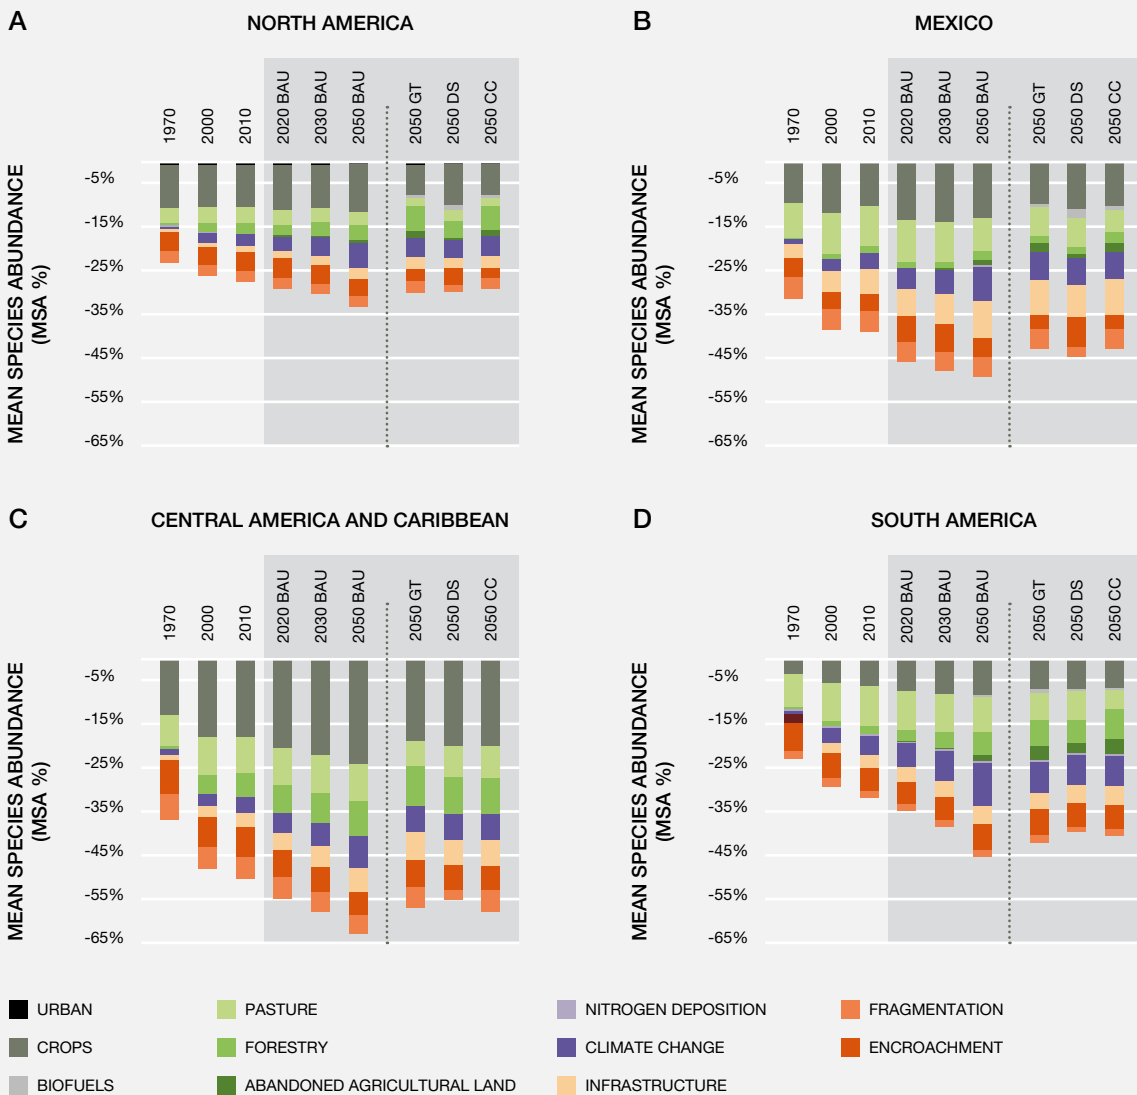 A
NORTH AMERICA
1970
2000
2010
2020 BAU
2030 BAU
2050 BAU
2050 GT
2050 DS
2050 CC
MEAN SPECIES ABUNDANCE
(MSA %)
-5%
-15%
-25%
-35%
-45%
-55%
-65%
B
MEXICO
1970
2000
2010
2020 BAU
2030 BAU
2050 BAU
2050 GT
2050 DS
2050 CC
MEAN SPECIES ABUNDANCE
(MSA %)
-5%
-15%
-25%
-35%
-45%
-55%
-65%
C
CENTRAL AMERICA AND CARIBBEAN
1970
2000
2010
2020 BAU
2030 BAU
2050 BAU
2050 GT
2050 DS
2050 CC
MEAN SPECIES ABUNDANCE
(MSA %)
-5%
-15%
-25%
-35%
-45%
-55%
-65%
D
SOUTH AMERICA
1970
2000
2010
2020 BAU
2030 BAU
2050 BAU
2050 GT
2050 DS
2050 CC
MEAN SPECIES ABUNDANCE
(MSA %)
-5%
-15%
-25%
-35%
-45%
-55%
-65%
URBAN
CROPS
BIOFUELS
PASTURE
FORESTRY
ABANDONED AGRICULTURAL LAND
NITROGEN DEPOSITION
CLIMATE CHANGE
INFRASTRUCTURE
FRAGMENTATION
ENCROACHMENT